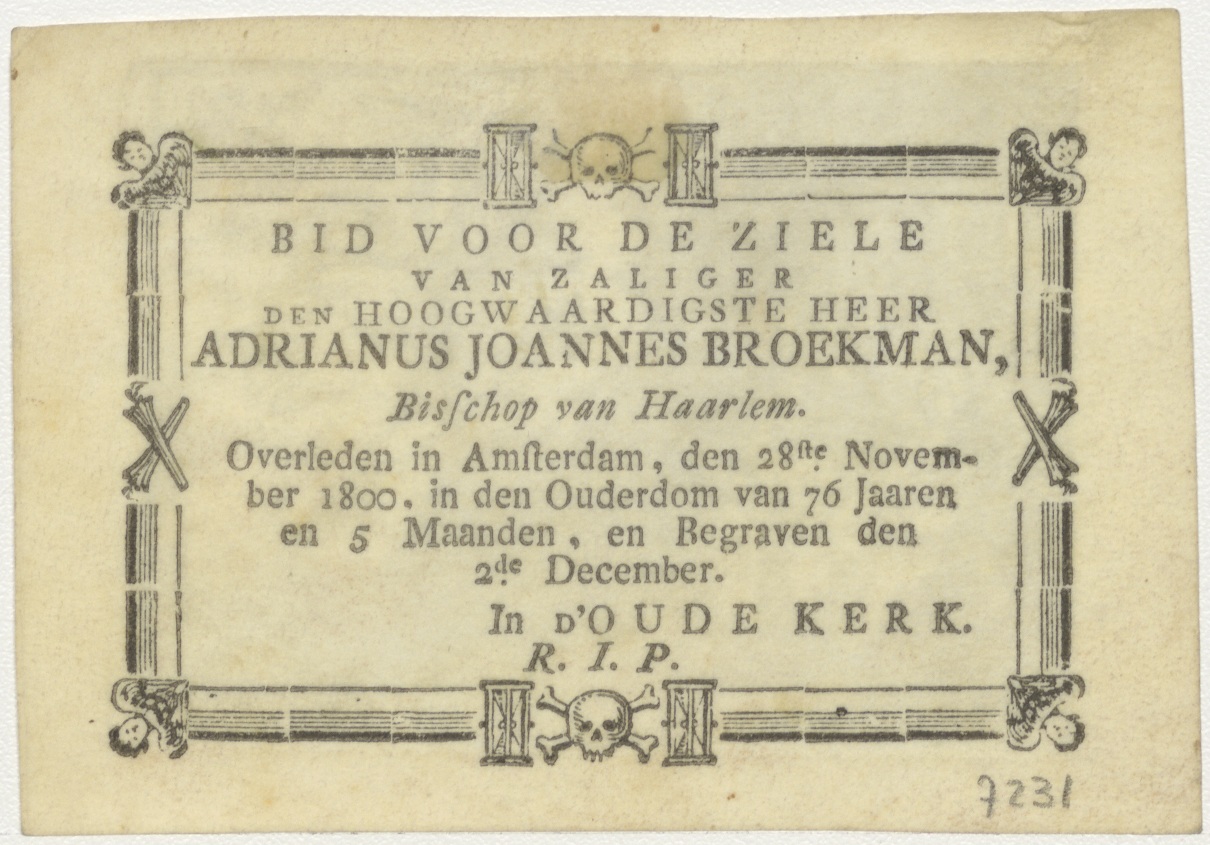 BID VOOR DE ZIELE
VAN ZALIGER
DEN HOOGWAARDIGSTE HEER
ADRIANUS JOANNES BROEKMAN,
Bisſchop van Haarlem.
Overleden in Amſterdam, den 28ſte. Novem-
ber 1800. in den Ouderdom van 76 Jaaren
en 5 Maanden, en Begraven den
2de. December.
In D'OUDE KERK.
R. I. P.
7231